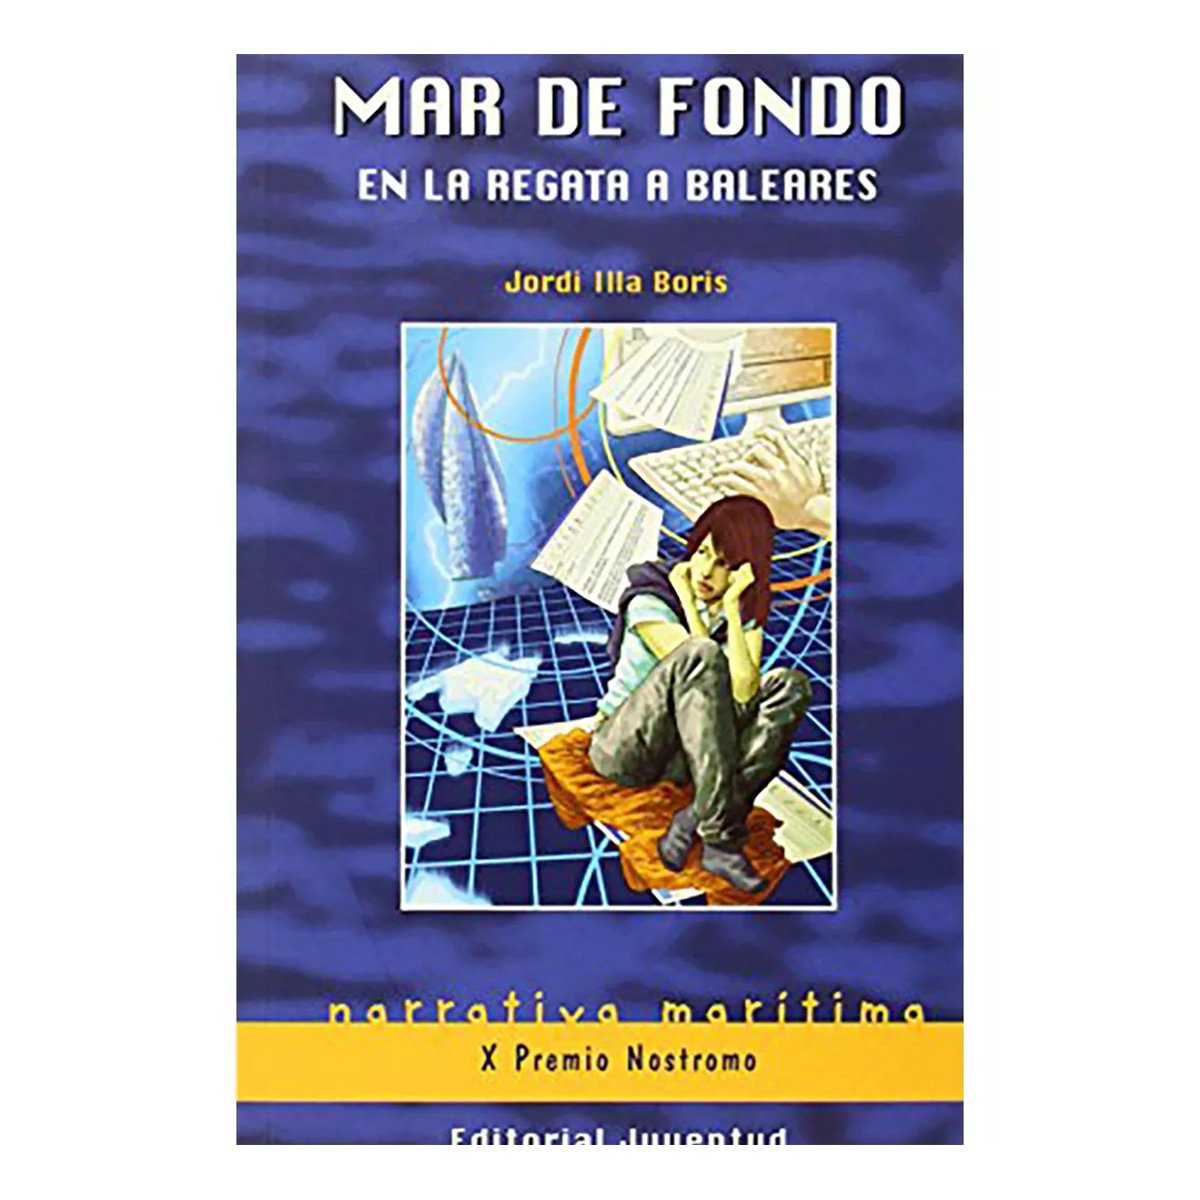 MAR DE FONDO
EN LA REGATA A BALEARES
Jordi Illa Boris
narrativa marítima
X Premio Nostromo
Editorial Juventud